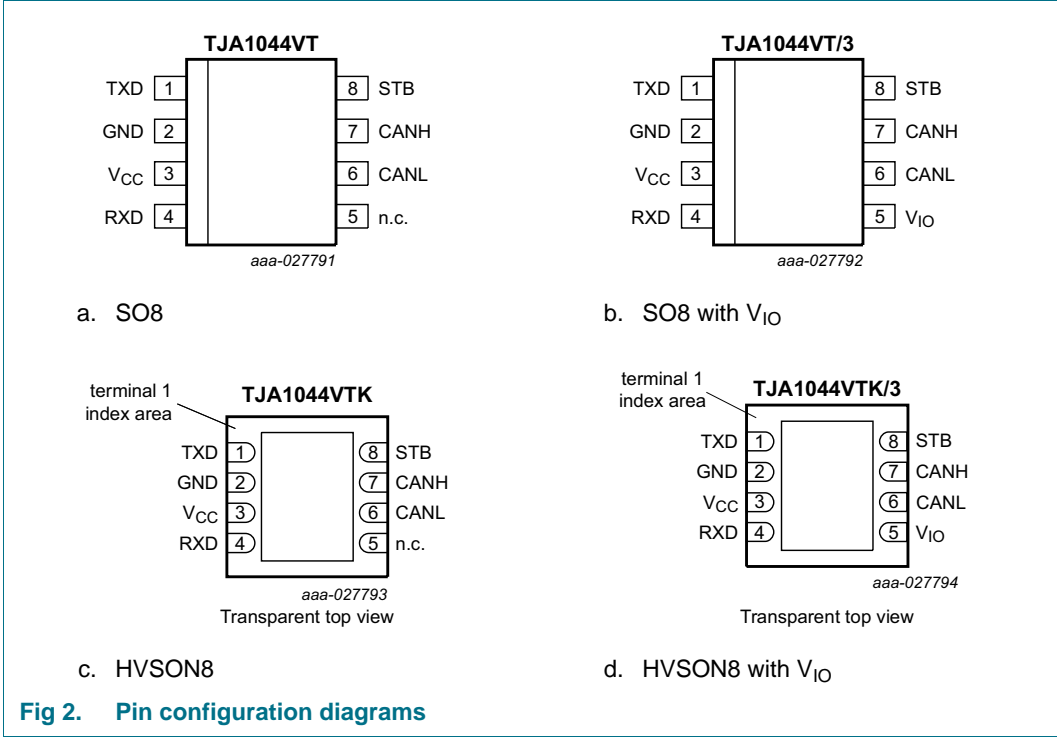 TJA1044VT
TXD 1 8 STB
GND 2 7 CANH
VCC 3 6 CANL
RXD 4 5 n.c.
aaa-027791
a. SO8
TJA1044VT/3
TXD 1 8 STB
GND 2 7 CANH
VCC 3 6 CANL
RXD 4 5 VIO
aaa-027792
b. SO8 with VIO
terminal 1
index area
TJA1044VTK
TXD 1 8 STB
GND 2 7 CANH
VCC 3 6 CANL
RXD 4 5 n.c.
aaa-027793
Transparent top view
c. HVSON8
terminal 1
index area
TJA1044VTK/3
TXD 1 8 STB
GND 2 7 CANH
VCC 3 6 CANL
RXD 4 5 VIO
aaa-027794
Transparent top view
d. HVSON8 with VIO
Fig 2. Pin configuration diagrams